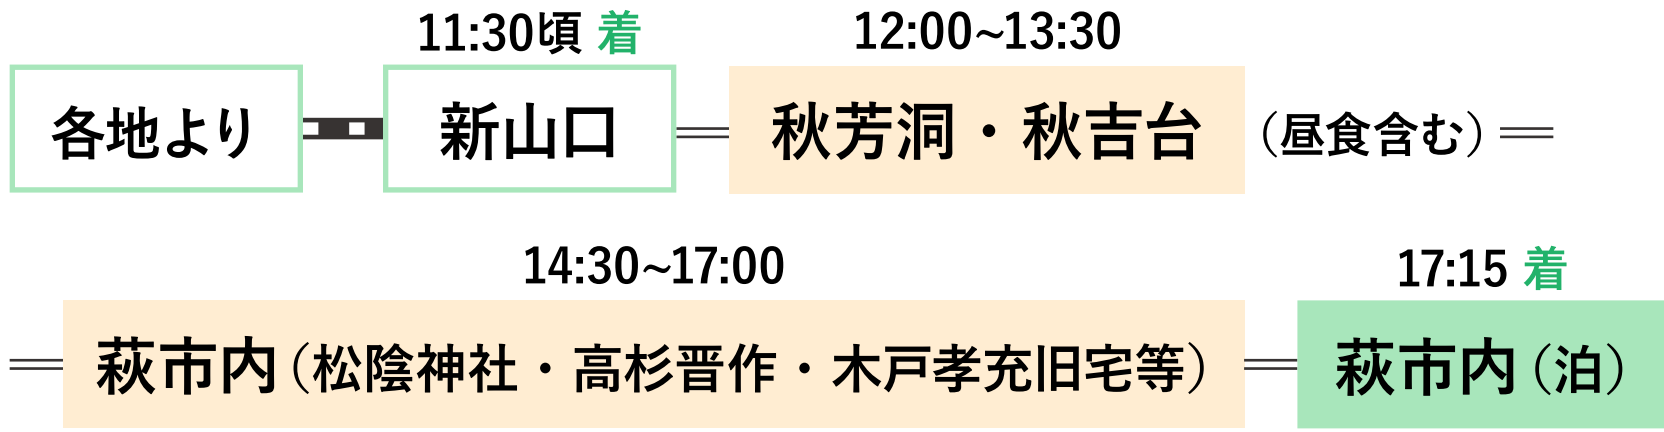 11:30頃 着
12:00~13:30
各地より
新山口
秋芳洞・秋吉台
（昼食含む）
14:30~17:00
17:15 着
萩市内（松陰神社・高杉晋作・木戸孝充旧宅等）
萩市内（泊）